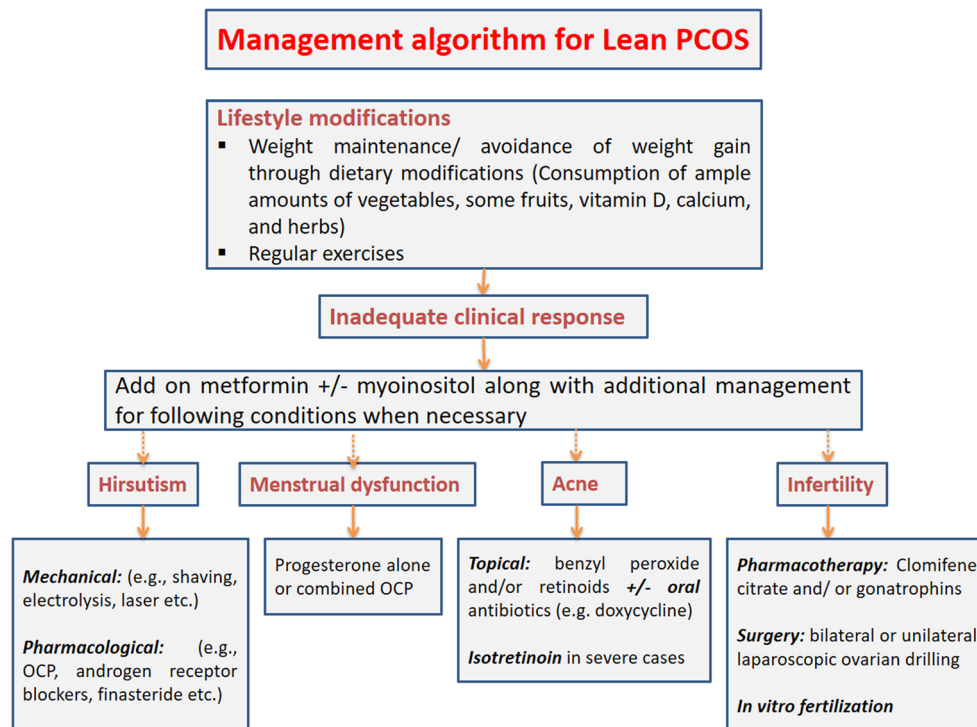 Management algorithm for Lean PCOS
Lifestyle modifications
▪ Weight maintenance/ avoidance of weight gain
through dietary modifications (Consumption of ample
amounts of vegetables, some fruits, vitamin D, calcium,
and herbs)
▪ Regular exercises
Inadequate clinical response
Add on metformin +/- myoinositol along with additional management
for following conditions when necessary
Hirsutism
Menstrual dysfunction
Acne
Infertility
Mechanical: (e.g., shaving,
electrolysis, laser etc.)
Pharmacological: (e.g.,
OCP, androgen receptor
blockers, finasteride etc.)
Progesterone alone
or combined OCP
Topical: benzyl peroxide
and/or retinoids +/- oral
antibiotics (e.g. doxycycline)
Isotretinoin in severe cases
Pharmacotherapy: Clomifene
citrate and/ or gonatrophins
Surgery: bilateral or unilateral
laparoscopic ovarian drilling
In vitro fertilization